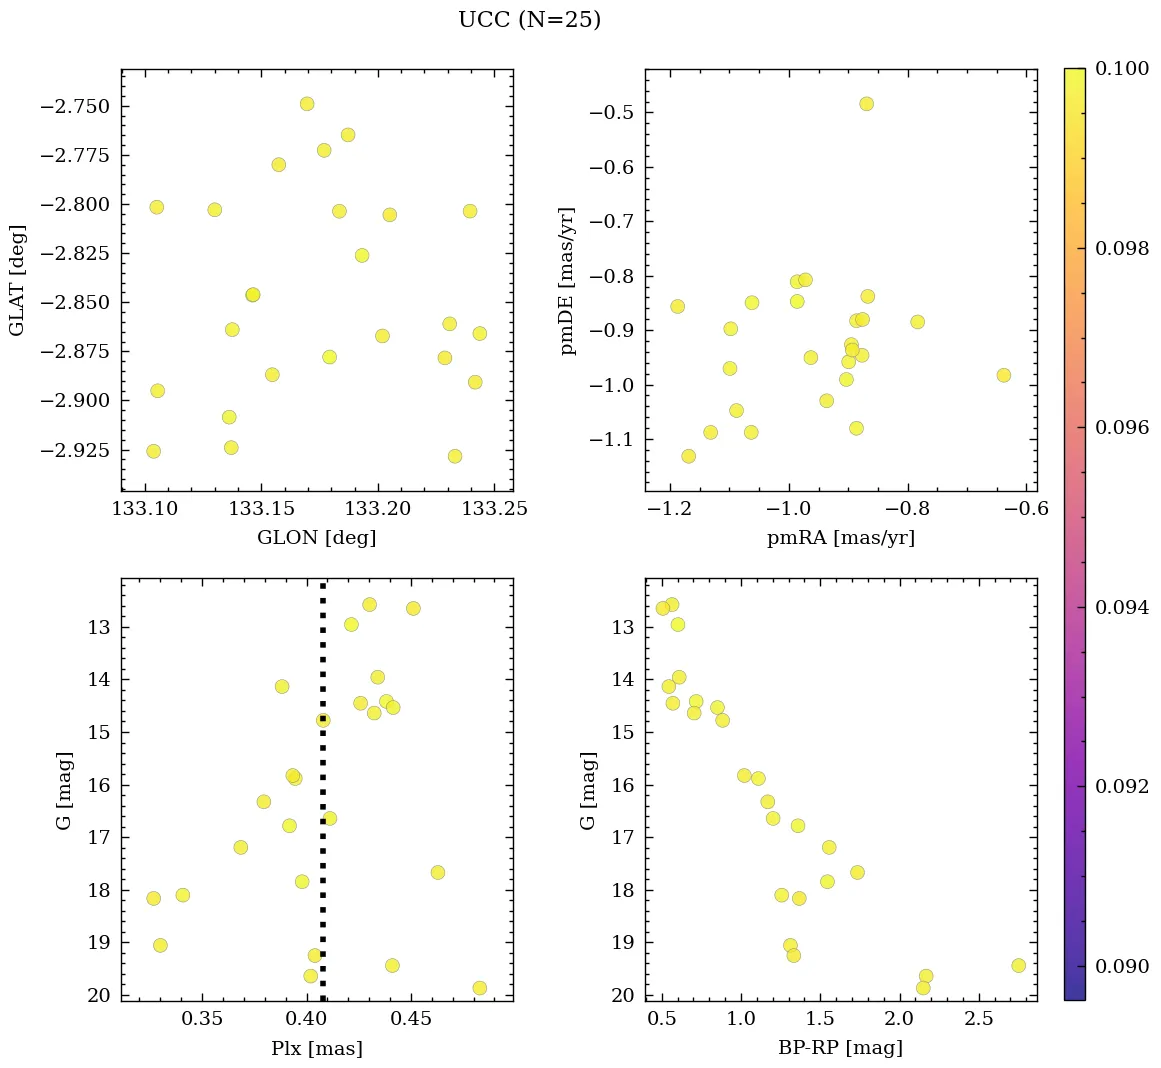 UCC (N=25)
−2.750
−2.775
−2.800
−2.825
−2.850
−2.875
−2.900
−2.925
GLAT [deg]
133.10 133.15 133.20 133.25
GLON [deg]
−0.5
−0.6
−0.7
−0.8
−0.9
−1.0
−1.1
pmDE [mas/yr]
−1.2 −1.0 −0.8 −0.6
pmRA [mas/yr]
13
14
15
16
17
18
19
20
G [mag]
0.35 0.40 0.45
Plx [mas]
13
14
15
16
17
18
19
20
G [mag]
0.5 1.0 1.5 2.0 2.5
BP-RP [mag]
0.100
0.098
0.096
0.094
0.092
0.090